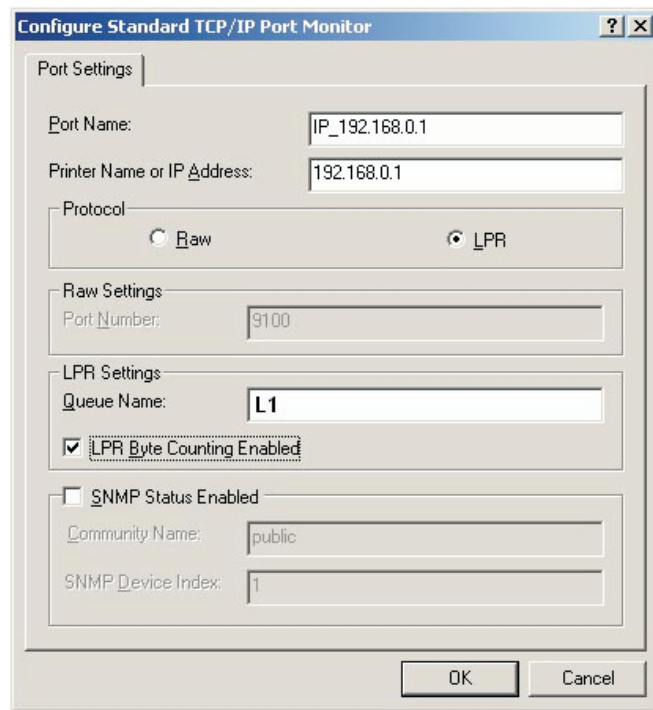 Configure Standard TCP/IP Port Monitor
Port Settings
Port Name: IP_192.168.0.1
Printer Name or IP Address: 192.168.0.1
Protocol
Raw LPR
Raw Settings
Port Number: 9100
LPR Settings
Queue Name: L1
LPR Byte Counting Enabled
SNMP Status Enabled
Community Name: public
SNMP Device Index: 1
OK Cancel